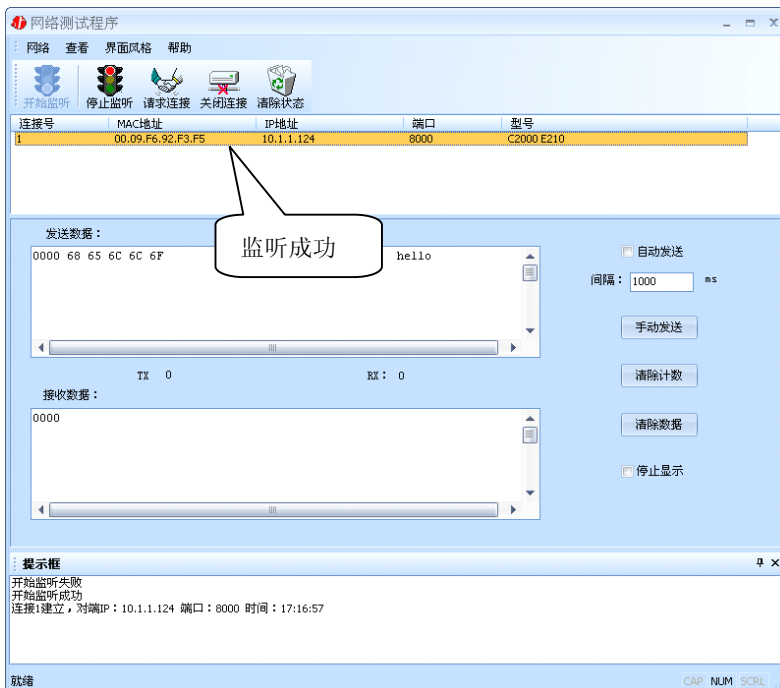 网络测试程序
网络 查看 界面风格 帮助
开始监听 停止监听 请求连接 关闭连接 清除状态
连接号 MAC地址 IP地址 端口 型号
1 00.09.F6.92.F3.F5 10.1.1.124 8000 C2000 E210
监听成功
发送数据：
0000 68 65 6C 6C 6F hello
自动发送
间隔： 1000 ms
手动发送
TX 0 RX： 0
清除计数
接收数据：
0000
清除数据
停止显示
提示框
开始监听失败
开始监听成功
连接1建立，对端IP：10.1.1.124 端口：8000 时间：17:16:57
就绪 CAP NUM SCRL